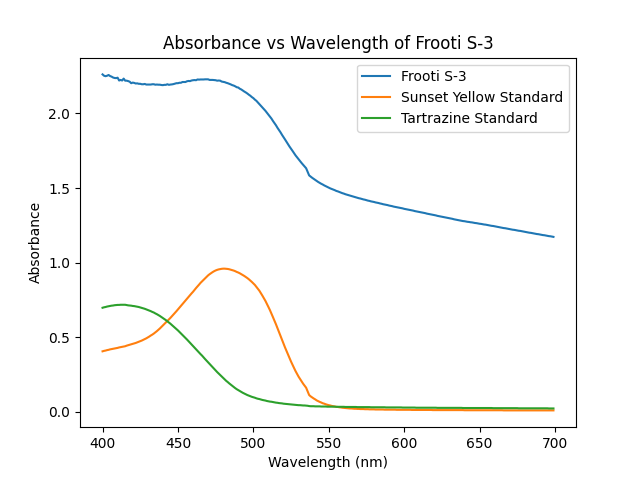 Absorbance vs Wavelength of Frooti S-3
Frooti S-3
Sunset Yellow Standard
Tartrazine Standard
2.0
1.5
1.0
0.5
0.0
Absorbance
400 450 500 550 600 650 700
Wavelength (nm)